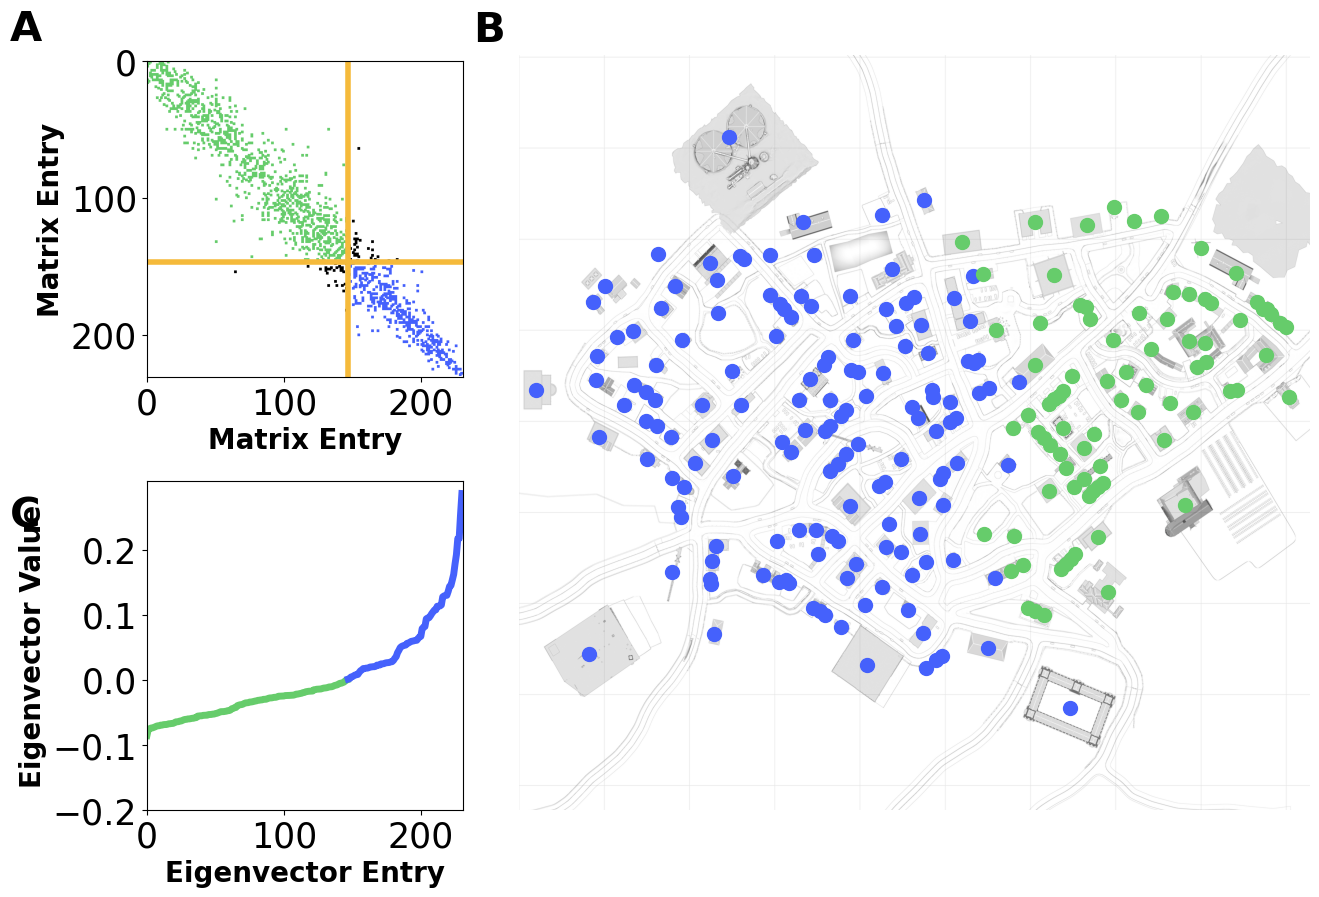 A
B
0
100
200
Matrix Entry
0
100
200
Matrix Entry
C
0.2
0.1
0.0
−0.1
−0.2
Eigenvector Value
0
100
200
Eigenvector Entry